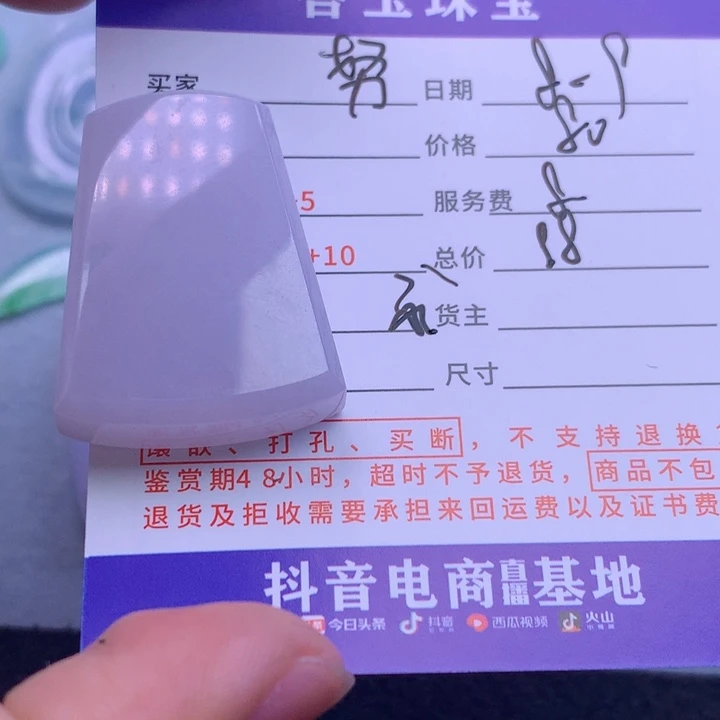 玉珠宝
买家 努 日期
价格
5 服务费
+10 总价
货主
尺寸
镶嵌、打孔、买断，不支持退换
鉴赏期48小时，超时不予退货，商品不包
退货及拒收需要承担来回运费以及证书费
抖音电商直播基地
今日头条 抖音 西瓜视频 火山